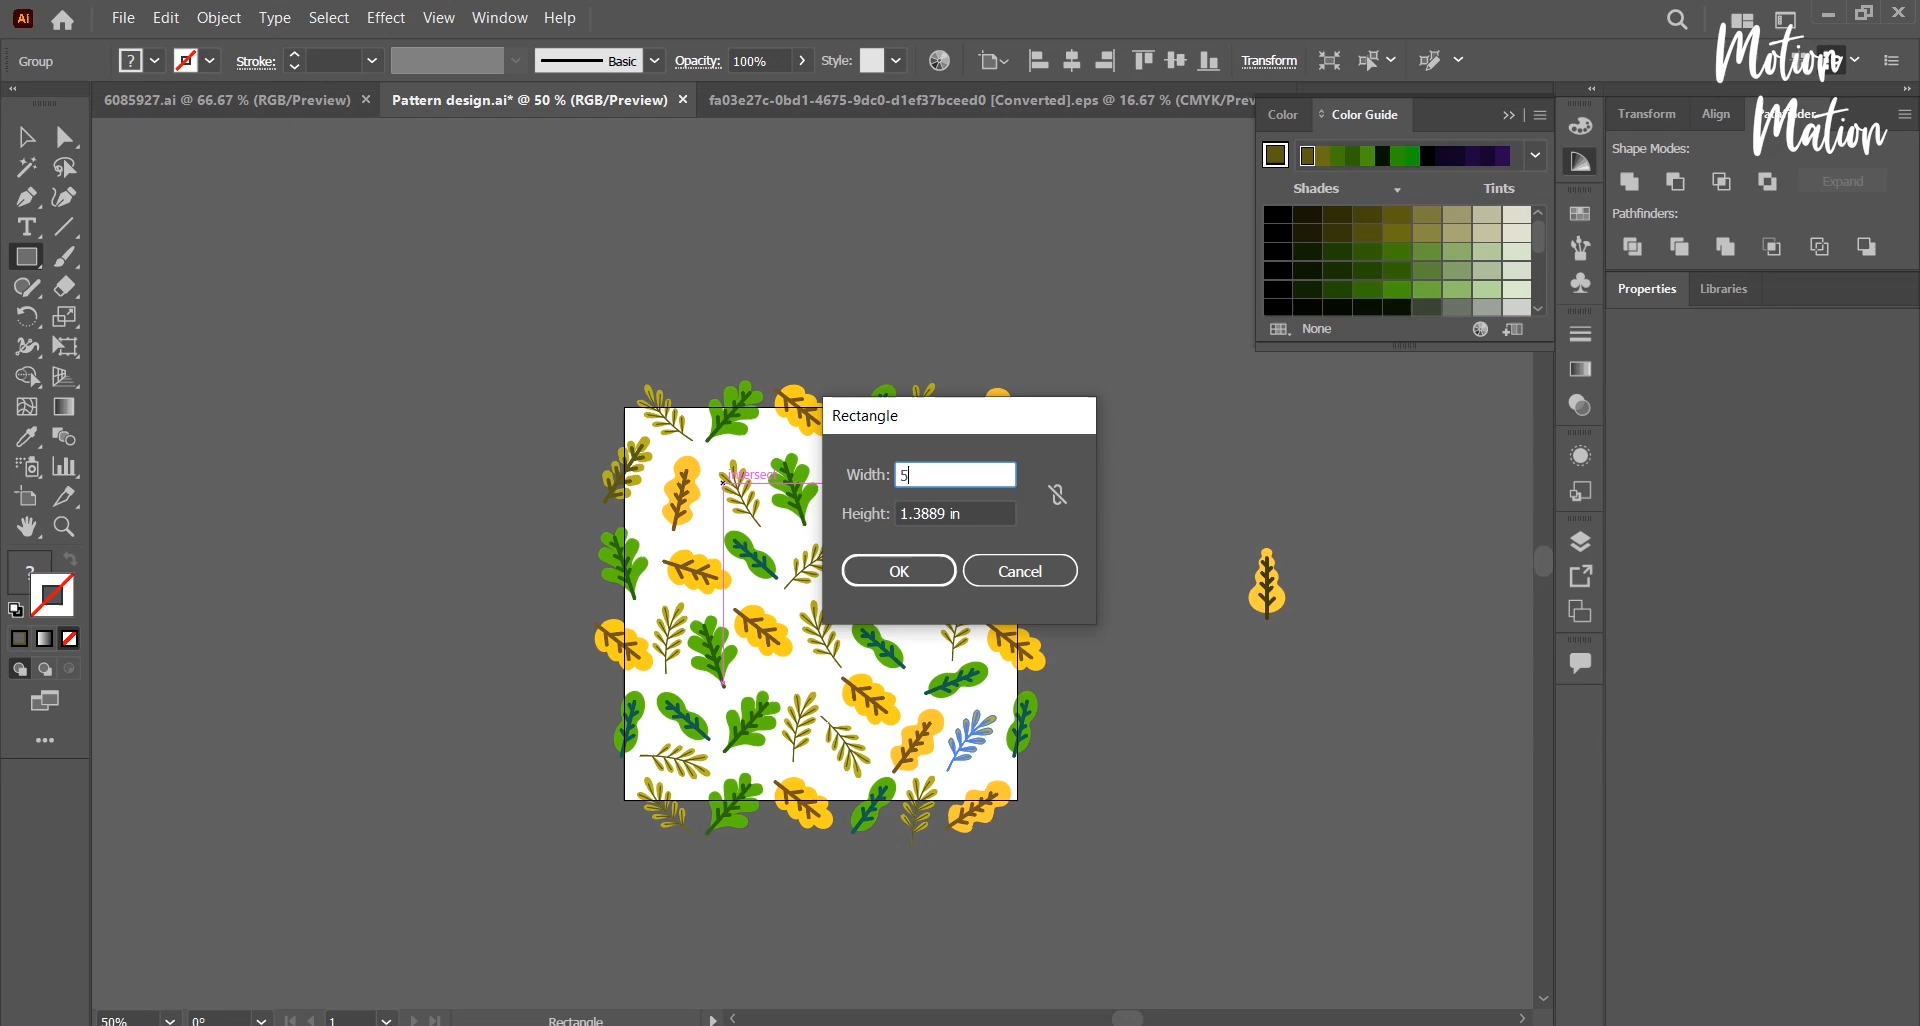 Ai File Edit Object Type Select Effect View Window Help
Motion
Mation
Group ? Stroke: Basic Opacity: 100% Style: Transform
6085927.ai @ 66.67 % (RGB/Preview) × Pattern design.ai* @ 50 % (RGB/Preview) × fa03e27c-0bd1-4675-9dc0-d1ef37bceed0 [Converted].eps @ 16.67 % (CMYK/Prev
Color Color Guide
Shades Tints
None
Transform Align Pathfinder
Shape Modes:
Expand
Pathfinders:
Properties Libraries
intersect
Rectangle
Width: 5
Height: 1.3889 in
OK Cancel
?
50% 0° 1 Rectangle